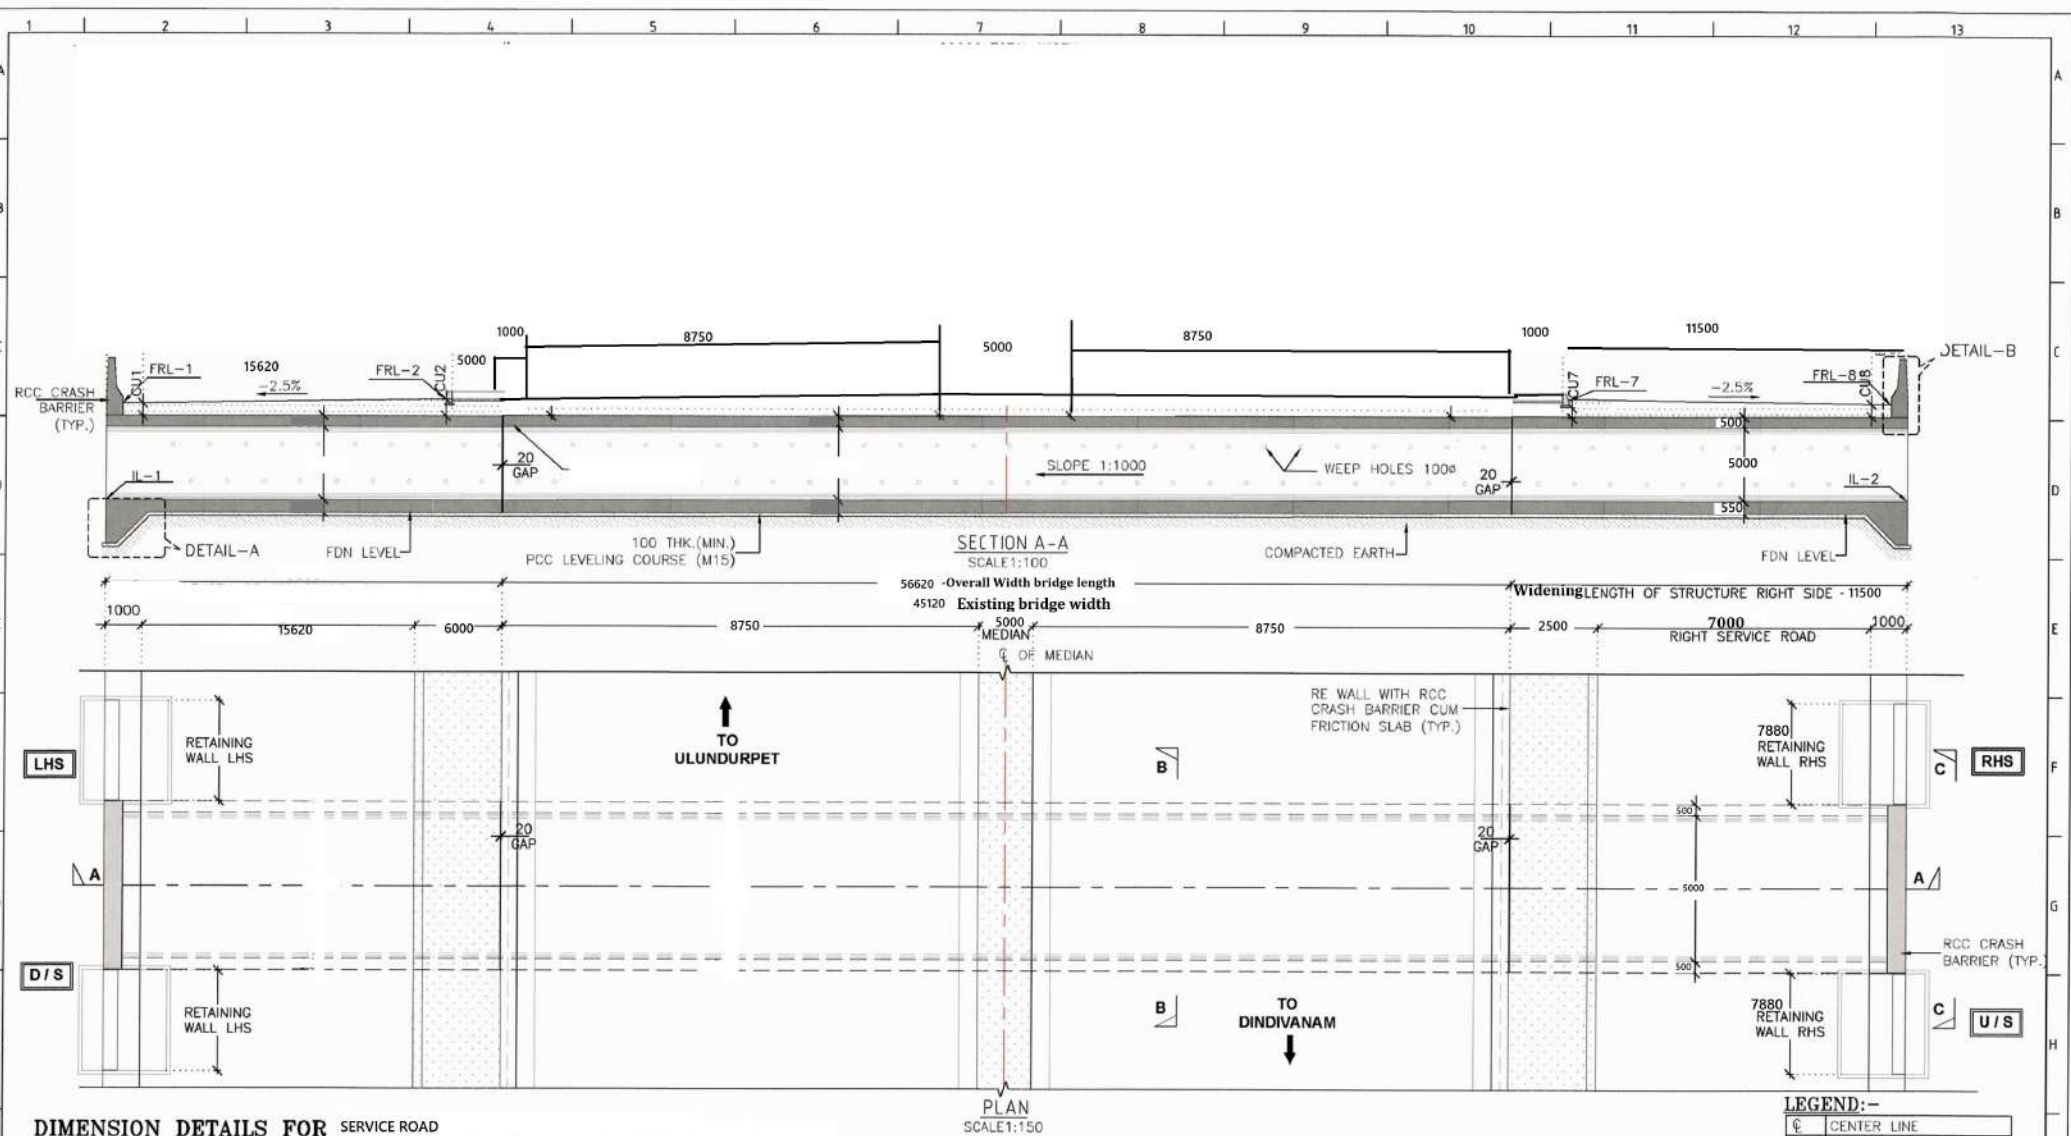 1 2 3 4 5 6 7 8 9 10 11 12 13
A
A
B
B
1000
8750
5000
8750
1000
11500
C
DETAIL-B
15620
5000
FRL-1
FRL-2
CU1
CU2
CU7
FRL-7
FRL-8
CU8
-2.5%
-2.5%
RCC CRASH
BARRIER
(TYP.)
500
20
GAP
SLOPE 1:1000
WEEP HOLES 100ø
20
GAP
5000
IL-1
IL-2
D
550
DETAIL-A
FDN LEVEL
100 THK.(MIN.)
PCC LEVELING COURSE (M15)
SECTION A-A
SCALE1:100
COMPACTED EARTH
FDN LEVEL
56620 -Overall Width bridge length
WideningLENGTH OF STRUCTURE RIGHT SIDE - 11500
45120 Existing bridge width
1000
15620
6000
8750
5000
MEDIAN
8750
2500
7000
RIGHT SERVICE ROAD
1000
E
℄ OF MEDIAN
RE WALL WITH RCC
CRASH BARRIER CUM
FRICTION SLAB (TYP.)
RETAINING
WALL LHS
TO
ULUNDURPET
7880
RETAINING
WALL RHS
LHS
B
C
RHS
F
500
20
GAP
20
GAP
A
5000
A
G
RCC CRASH
BARRIER (TYP.
500
D/S
RETAINING
WALL LHS
B
TO
DINDIVANAM
7880
RETAINING
WALL RHS
C
U/S
H
PLAN
SCALE1:150
DIMENSION DETAILS FOR SERVICE ROAD
LEGEND:-
℄ CENTER LINE